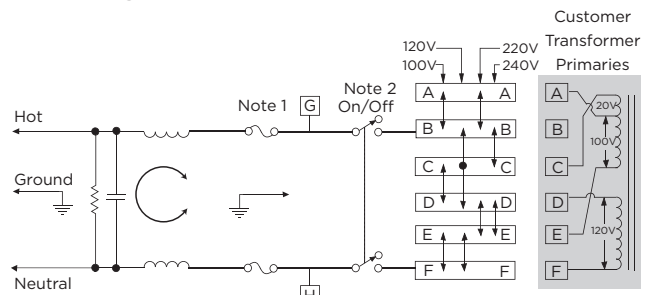 Customer
Transformer
Primaries
120V 220V
100V 240V
Note 1 G Note 2
On/Off
Hot
Ground
Neutral
A A
B B
C C
D D
E E
F F
H
A
B
C
D
E
F
20V
100V
120V